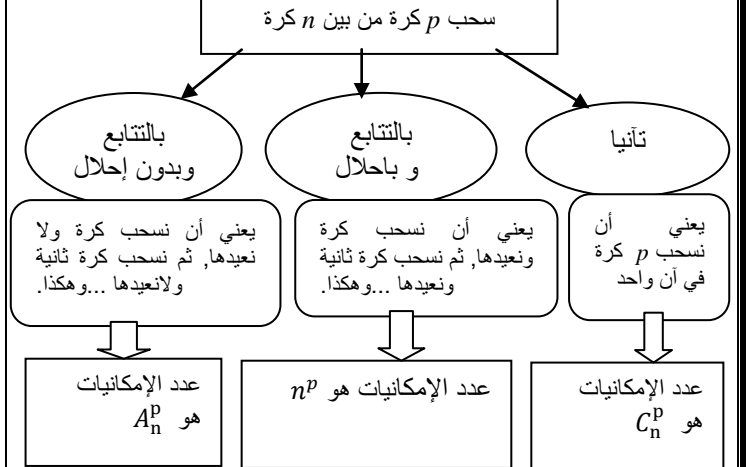 سحب p كرة من بين n كرة
تآنيا
يعني أن
نسحب p كرة
في آن واحد
عدد الإمكانيات
هو C_n^p
بالتتابع
و باحلال
يعني أن نسحب كرة
ونعيدها, ثم نسحب كرة ثانية
ونعيدها ...وهكذا.
عدد الإمكانيات هو n^p
بالتتابع
وبدون إحلال
يعني أن نسحب كرة ولا
نعيدها, ثم نسحب كرة ثانية
ولانعيدها ...وهكذا.
عدد الإمكانيات
هو A_n^p